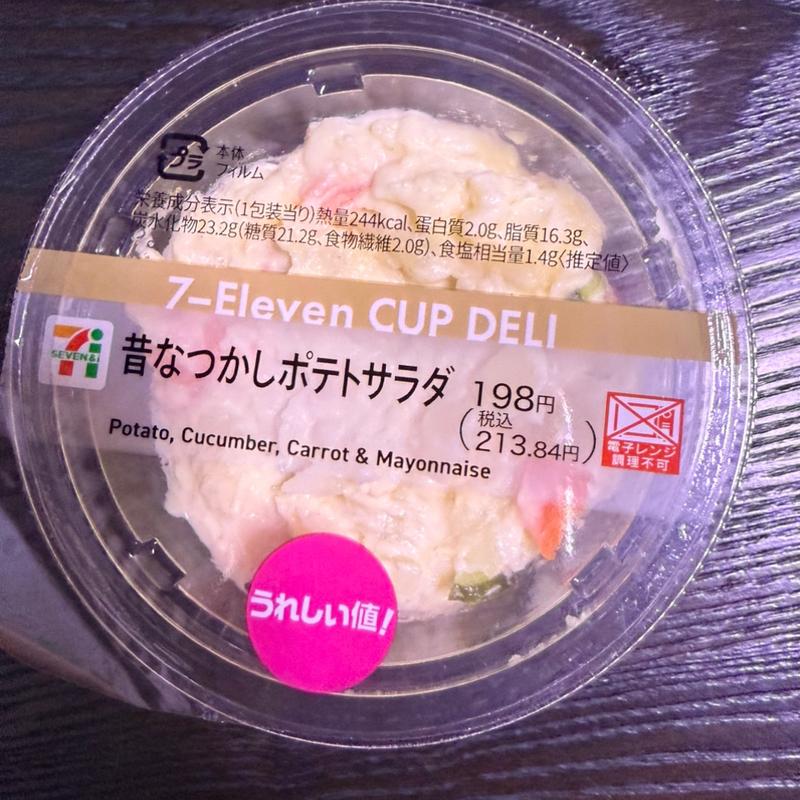 プラ
本体
フィルム
栄養成分表示(1包装当り)熱量244kcal、蛋白質2.0g、脂質16.3g、
炭水化物23.2g(糖質21.2g、食物繊維2.0g)、食塩相当量1.4g〈推定値〉
7-Eleven CUP DELI
SEVEN&i
昔なつかしポテトサラダ 198円
(税込
213.84円)
Potato, Cucumber, Carrot & Mayonnaise
電子レンジ
調理不可
うれしい値!